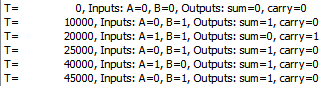 T= 0, Inputs: A=0, B=0, Outputs: sum=0, carry=0
T= 10000, Inputs: A=0, B=1, Outputs: sum=1, carry=0
T= 20000, Inputs: A=1, B=1, Outputs: sum=0, carry=1
T= 25000, Inputs: A=0, B=1, Outputs: sum=1, carry=0
T= 40000, Inputs: A=1, B=0, Outputs: sum=1, carry=0
T= 45000, Inputs: A=0, B=1, Outputs: sum=1, carry=0